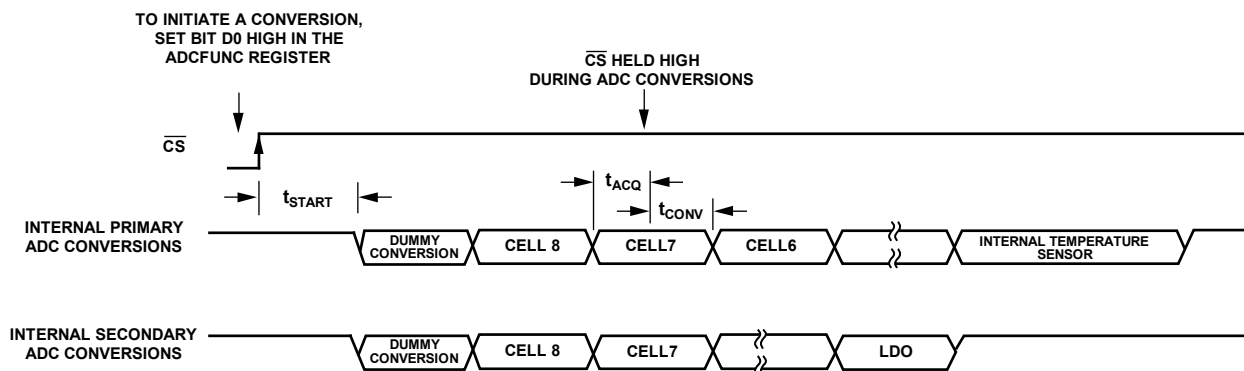 TO INITIATE A CONVERSION,
SET BIT D0 HIGH IN THE
ADCFUNC REGISTER
CS HELD HIGH
DURING ADC CONVERSIONS
CS
tSTART
tACQ
tCONV
INTERNAL PRIMARY
ADC CONVERSIONS
DUMMY
CONVERSION
CELL 8
CELL7
CELL6
INTERNAL TEMPERATURE
SENSOR
INTERNAL SECONDARY
ADC CONVERSIONS
DUMMY
CONVERSION
CELL 8
CELL7
LDO